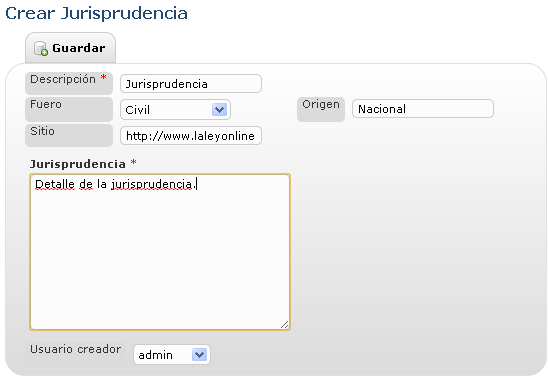 Crear Jurisprudencia
Guardar
Descripción * Jurisprudencia
Fuero Civil Origen Nacional
Sitio http://www.laleyonline
Jurisprudencia *
Detalle de la jurisprudencia.
Usuario creador admin